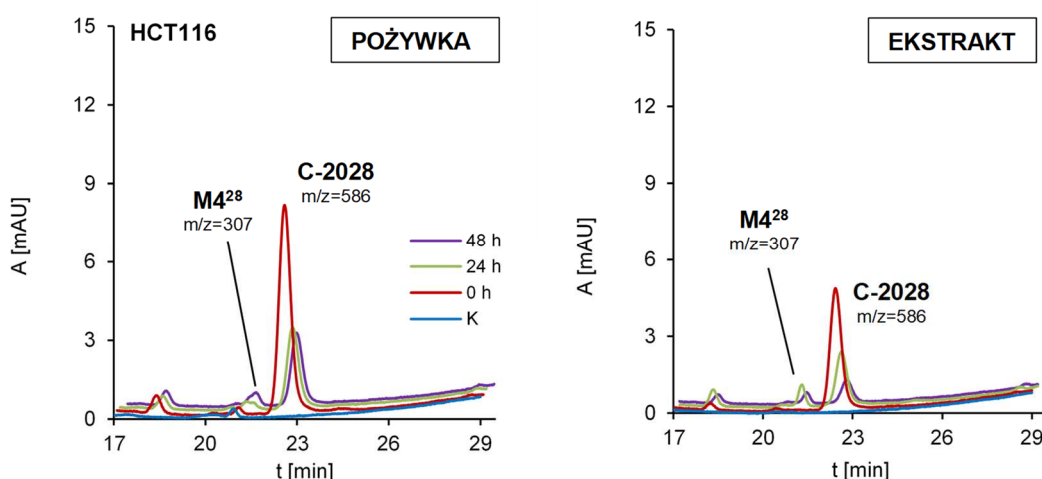 HCT116
POŻYWKA
15
12
9
6
3
0
A [mAU]
C-2028
m/z=586
M4²⁸
m/z=307
48 h
24 h
0 h
K
17
20
23
26
29
t [min]
EKSTRAKT
15
12
9
6
3
0
A [mAU]
M4²⁸
m/z=307
C-2028
m/z=586
17
20
23
26
29
t [min]